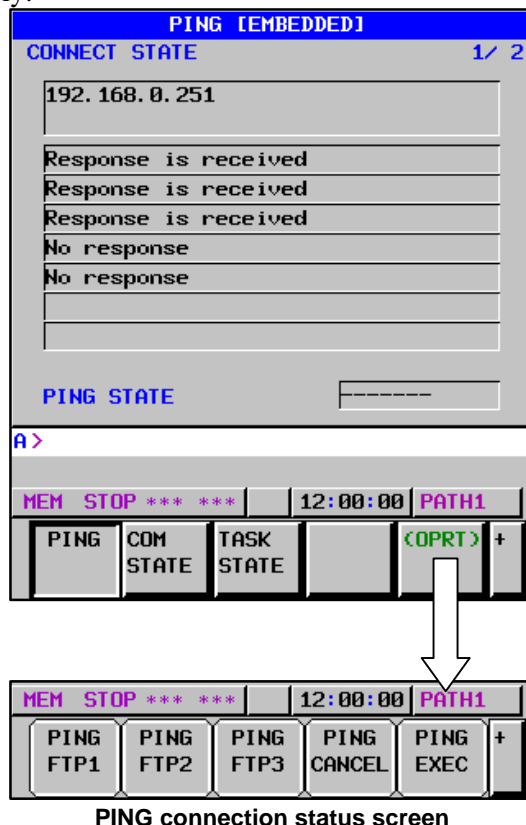 y.
PING [EMBEDDED]
CONNECT STATE 1/ 2
192.168.0.251
Response is received
Response is received
Response is received
No response
No response
PING STATE -------
A>
MEM STOP *** *** 12:00:00 PATH1
PING COM STATE TASK STATE (OPRT) +
MEM STOP *** *** 12:00:00 PATH1
PING FTP1 PING FTP2 PING FTP3 PING CANCEL PING EXEC +
PING connection status screen